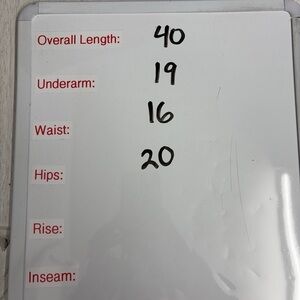 Overall Length: 40
Underarm: 19
Waist: 16
Hips: 20
Rise:
Inseam: